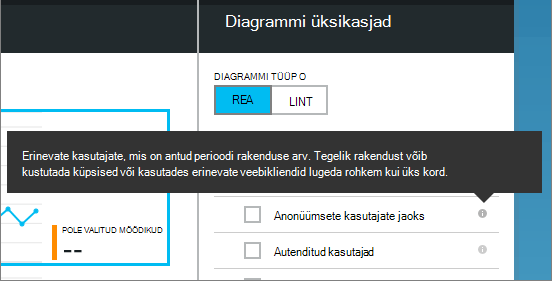 Diagrammi üksikasjad
DIAGRAMMI TÜÜP O
REA
LINT
Erinevate kasutajate, mis on antud perioodi rakenduse arv. Tegelik rakendust võib
kustutada küpsised või kasutades erinevate veebikliendid lugeda rohkem kui üks kord.
Anonüümsete kasutajate jaoks
Autenditud kasutajad
POLE VALITUD MÕÕDIKUD
--